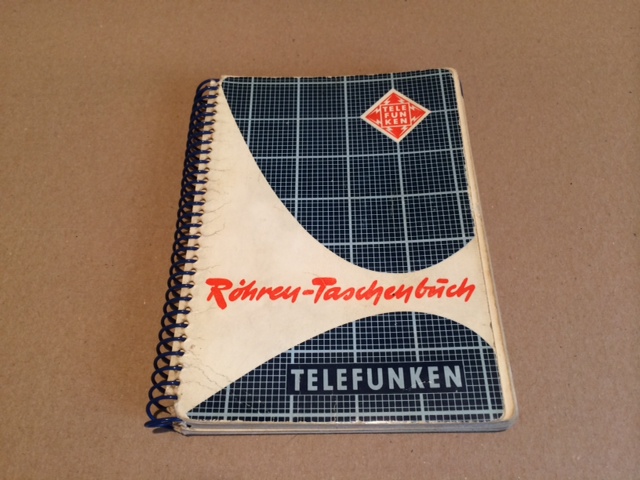 TELE
FUN
KEN
Röhren-Taschenbuch
TELEFUNKEN